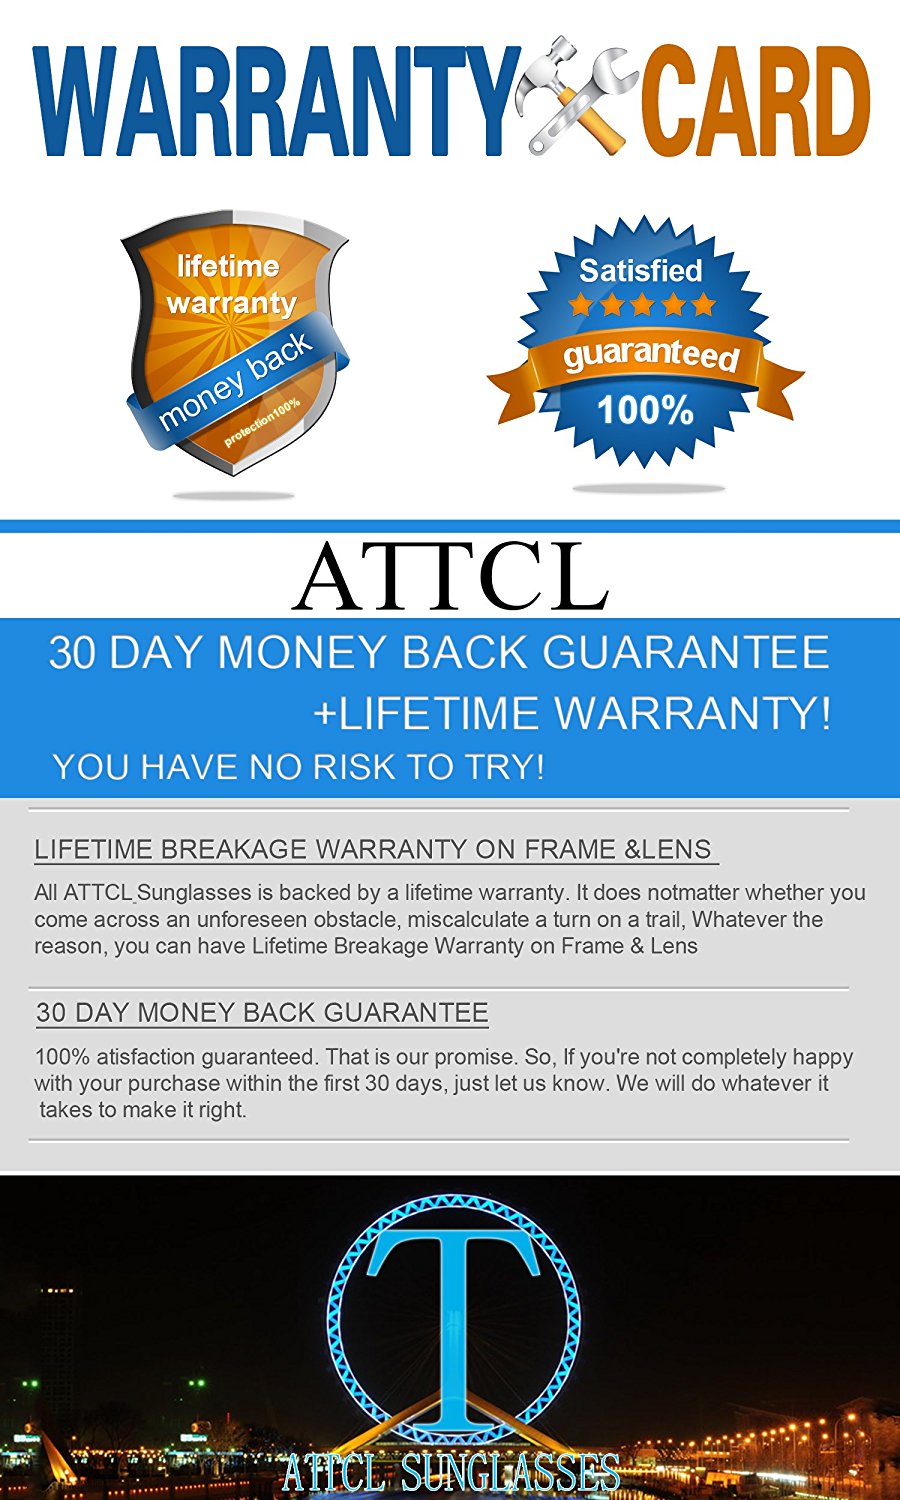 WARRANTY CARD
lifetime
warranty
money back
protection100%
Satisfied
guaranteed
100%
ATTCL
30 DAY MONEY BACK GUARANTEE
+LIFETIME WARRANTY!
YOU HAVE NO RISK TO TRY!
LIFETIME BREAKAGE WARRANTY ON FRAME &LENS
All ATTCL Sunglasses is backed by a lifetime warranty. It does notmatter whether you
come across an unforeseen obstacle, miscalculate a turn on a trail, Whatever the
reason, you can have Lifetime Breakage Warranty on Frame & Lens
30 DAY MONEY BACK GUARANTEE
100% atisfaction guaranteed. That is our promise. So, If you're not completely happy
with your purchase within the first 30 days, just let us know. We will do whatever it
takes to make it right.
T
ATTCL SUNGLASSES